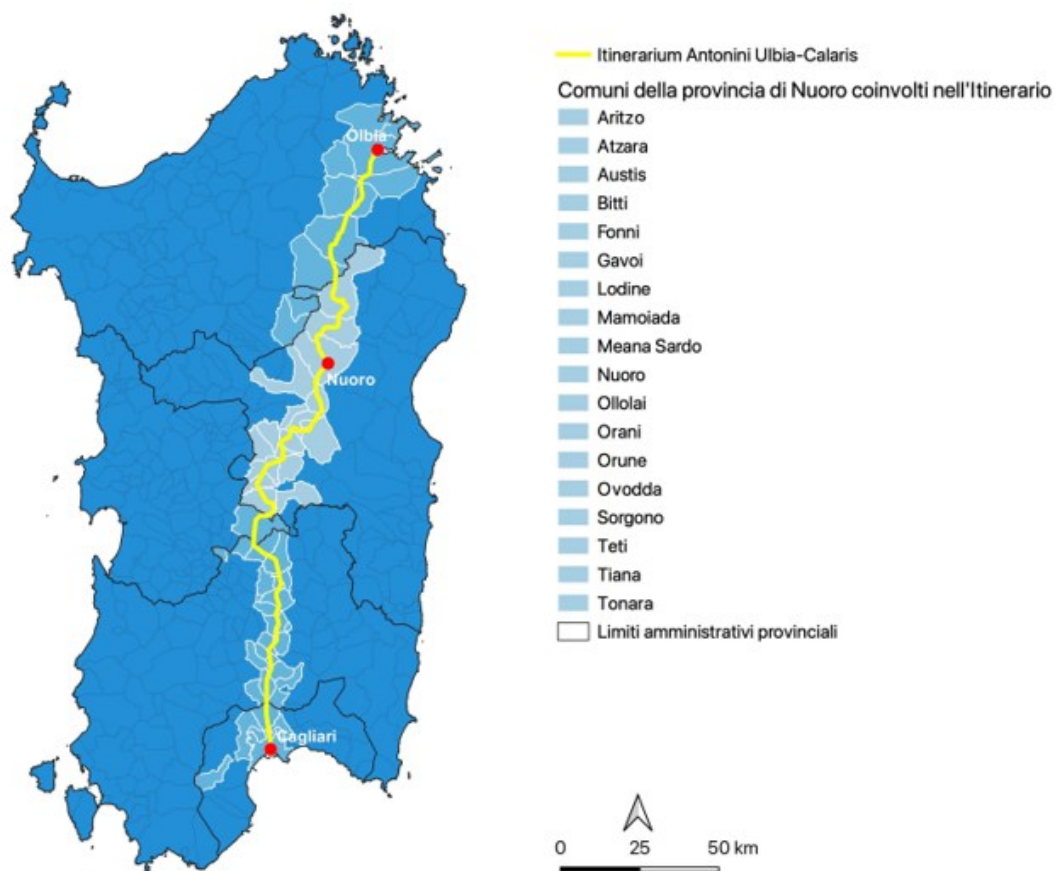 Olbia
Nuoro
Cagliari
Itinerarium Antonini Ulbia-Calaris
Comuni della provincia di Nuoro coinvolti nell'Itinerario
Aritzo
Atzara
Austis
Bitti
Fonni
Gavoi
Lodine
Mamoiada
Meana Sardo
Nuoro
Ollolai
Orani
Orune
Ovodda
Sorgono
Teti
Tiana
Tonara
Limiti amministrativi provinciali
0 25 50 km